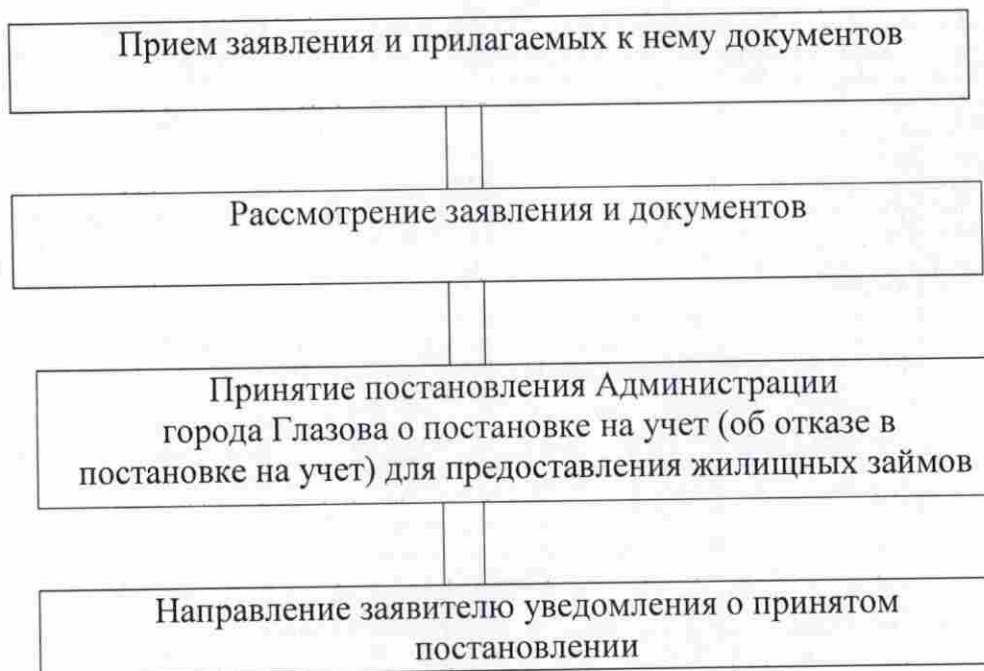 Прием заявления и прилагаемых к нему документов
Рассмотрение заявления и документов
Принятие постановления Администрации
города Глазова о постановке на учет (об отказе в
постановке на учет) для предоставления жилищных займов
Направление заявителю уведомления о принятом
постановлении